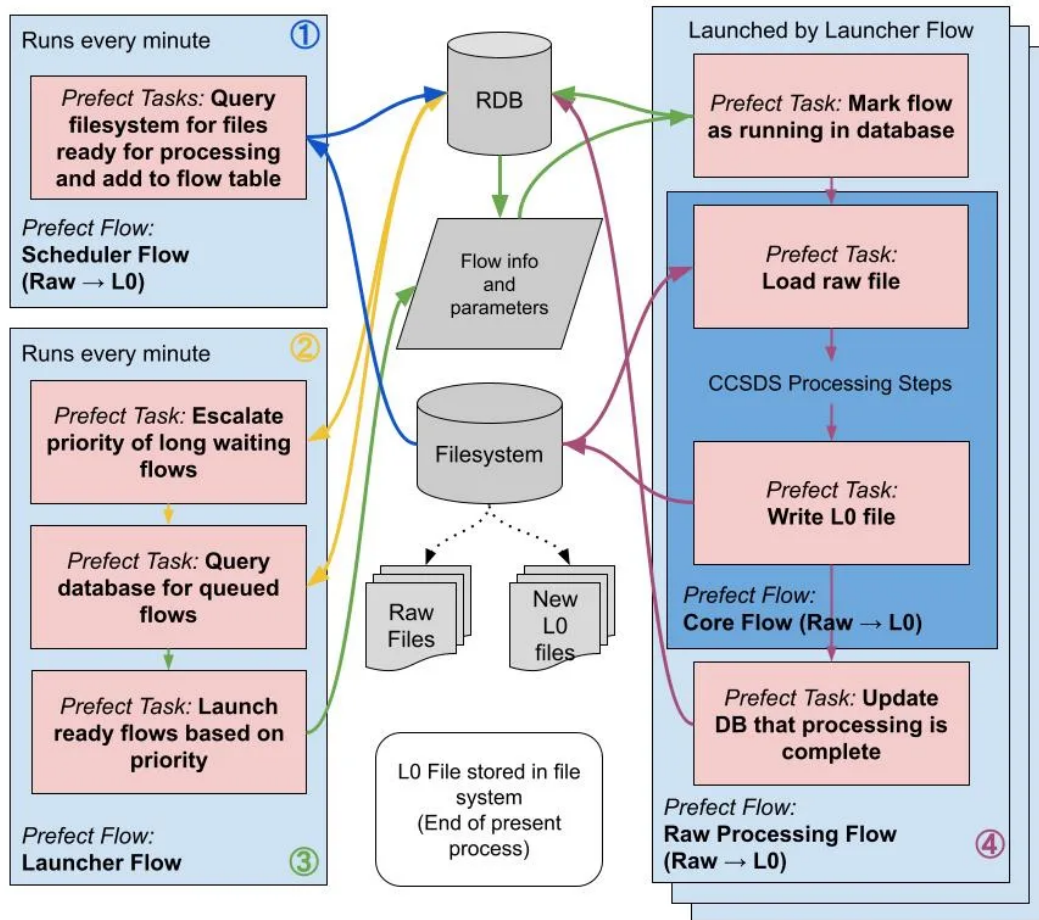 Runs every minute
①
Prefect Tasks: Query
filesystem for files
ready for processing
and add to flow table
Prefect Flow:
Scheduler Flow
(Raw → L0)
Runs every minute
②
Prefect Task: Escalate
priority of long waiting
flows
Prefect Task: Query
database for queued
flows
Prefect Task: Launch
ready flows based on
priority
Prefect Flow:
Launcher Flow
③
RDB
Flow info
and
parameters
Filesystem
Raw
Files
New
L0
files
L0 File stored in file
system
(End of present
process)
Launched by Launcher Flow
Prefect Task: Mark flow
as running in database
Prefect Task:
Load raw file
CCSDS Processing Steps
Prefect Task:
Write L0 file
Prefect Flow:
Core Flow (Raw → L0)
Prefect Task: Update
DB that processing is
complete
Prefect Flow:
Raw Processing Flow
(Raw → L0)
④